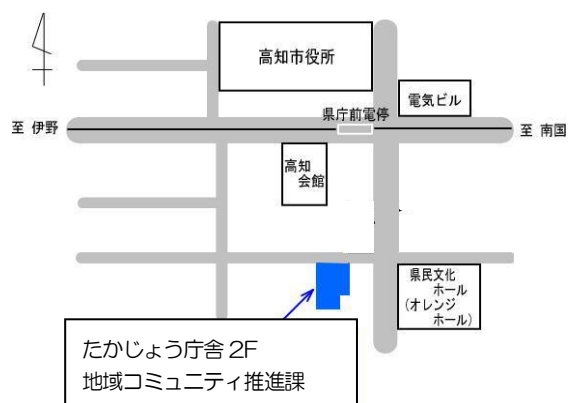 高知市役所
電気ビル
県庁前電停
至 伊野
至 南国
高知
会館
県民文化
ホール
(オレンジ
ホール)
たかじょう庁舎 2F
地域コミュニティ推進課